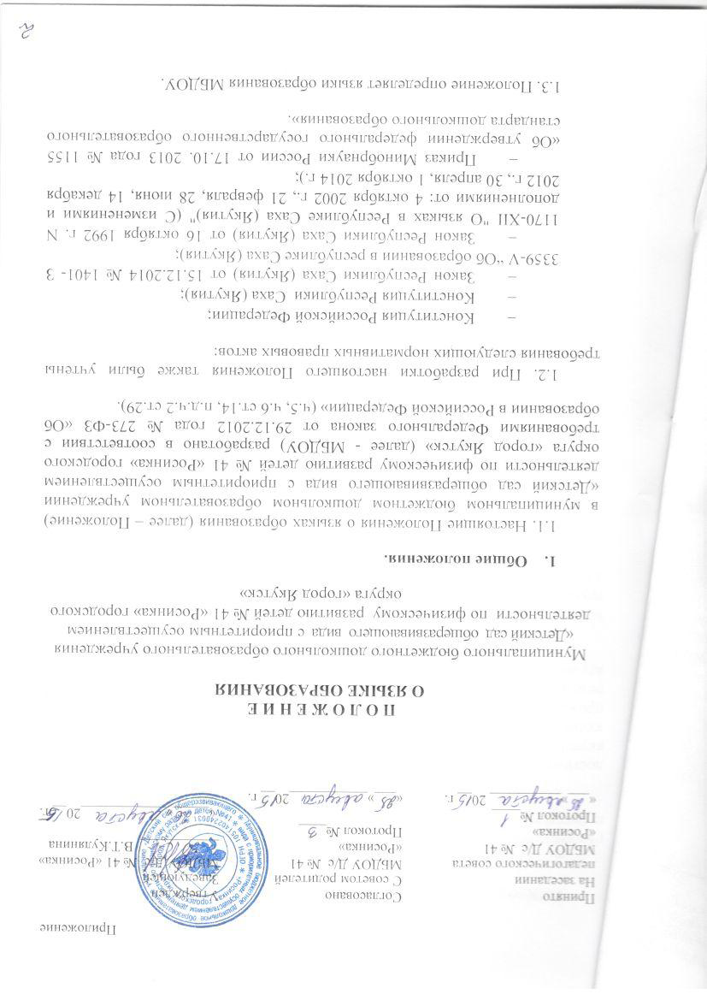 Приложение
Принято
На заседании
педагогического совета
МБДОУ Д/с № 41
«Росинка»
Протокол № 1
« 25 » августа 2015 г.
Согласовано
С советом родителей
МБДОУ Д/с № 41
«Росинка»
Протокол № 3
«25» августа 2015 г.
Утверждён
Заведующей
МБДОУ Д/с № 41 «Росинка»
В.Т.Кулянина
августа 2015г.
П О Л О Ж Е Н И Е
О ЯЗЫКЕ ОБРАЗОВАНИЯ
Муниципального бюджетного дошкольного образовательного учреждения
«Детский сад общеразвивающего вида с приоритетным осуществлением
деятельности по физическому развитию детей № 41 «Росинка» городского
округа «город Якутск»
1. Общие положения.
1.1. Настоящие Положения о языках образования (далее – Положение)
в муниципальном бюджетном дошкольном образовательном учреждении
«Детский сад общеразвивающего вида с приоритетным осуществлением
деятельности по физическому развитию детей № 41 «Росинка» городского
округа «город Якутск» (далее - МБДОУ) разработано в соответствии с
требованиями Федерального закона от 29.12.2012 года № 273-ФЗ «Об
образовании в Российской Федерации» (ч.5, ч.6 ст.14, п.д.ч.2 ст.29).
1.2. При разработки настоящего Положения также были учтены
требования следующих нормативных правовых актов:
– Конституция Российской Федерации;
– Конституция Республики Саха (Якутия);
– Закон Республики Саха (Якутия) от 15.12.2014 № 1401- З
3359-V "Об образовании в республике Саха (Якутия);
– Закон Республики Саха (Якутия) от 16 октября 1992 г. N
1170-XII "О языках в Республике Саха (Якутия)" (С изменениями и
дополнениями от: 4 октября 2002 г., 21 февраля, 28 июня, 14 декабря
2012 г., 30 апреля, 1 октября 2014 г.);
– Приказ Минобрнауки России от 17.10. 2013 года № 1155
«Об утверждении федерального государственного образовательного
стандарта дошкольного образования».
1.3. Положение определяет языки образования МБДОУ.
2